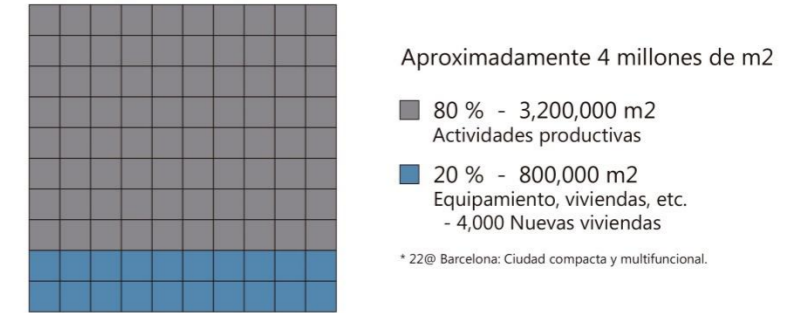 Aproximadamente 4 millones de m2
80 % - 3,200,000 m2
Actividades productivas
20 % - 800,000 m2
Equipamiento, viviendas, etc.
- 4,000 Nuevas viviendas
* 22@ Barcelona: Ciudad compacta y multifuncional.